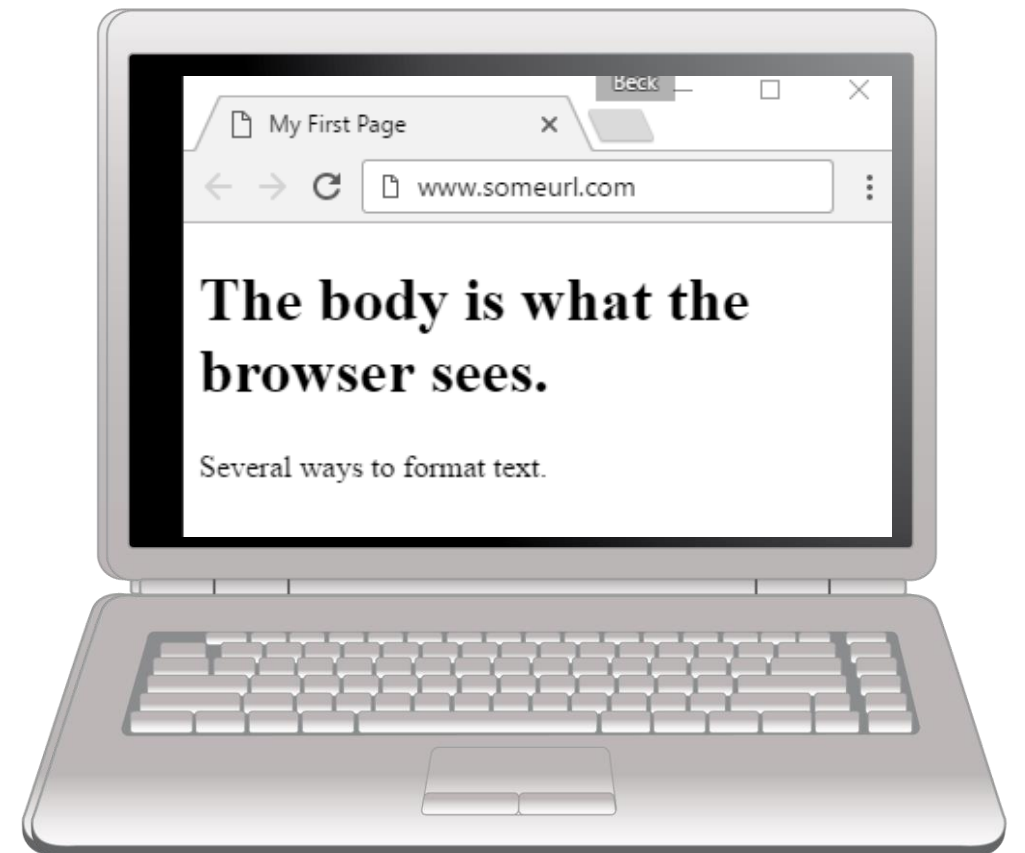 Beck
My First Page
www.someurl.com
The body is what the
browser sees.
Several ways to format text.